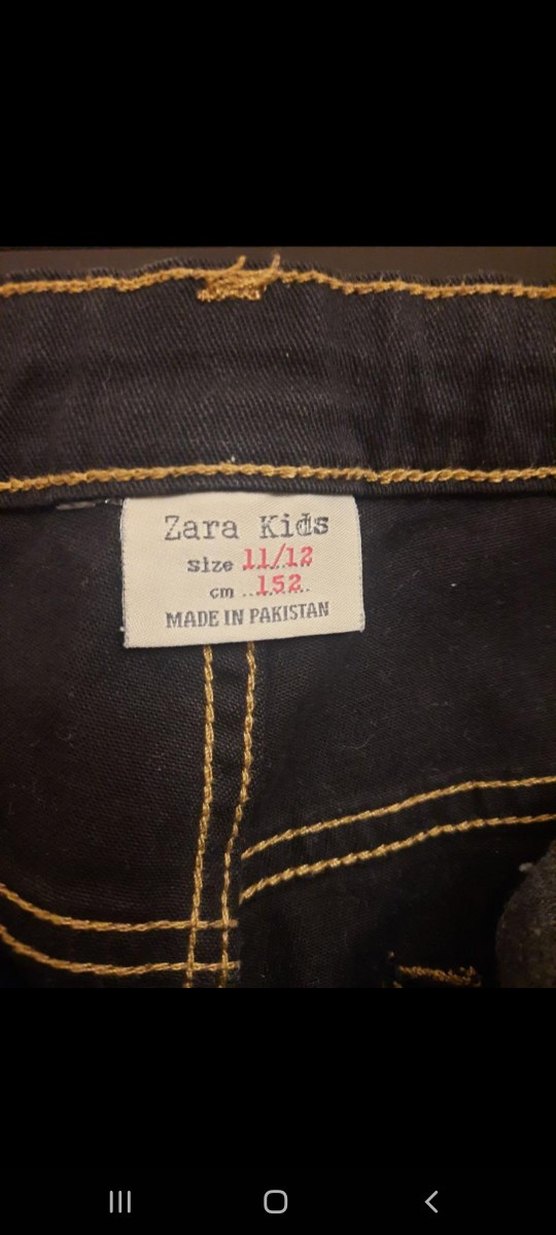 Zara Kids
size 11/12
cm 152
MADE IN PAKISTAN